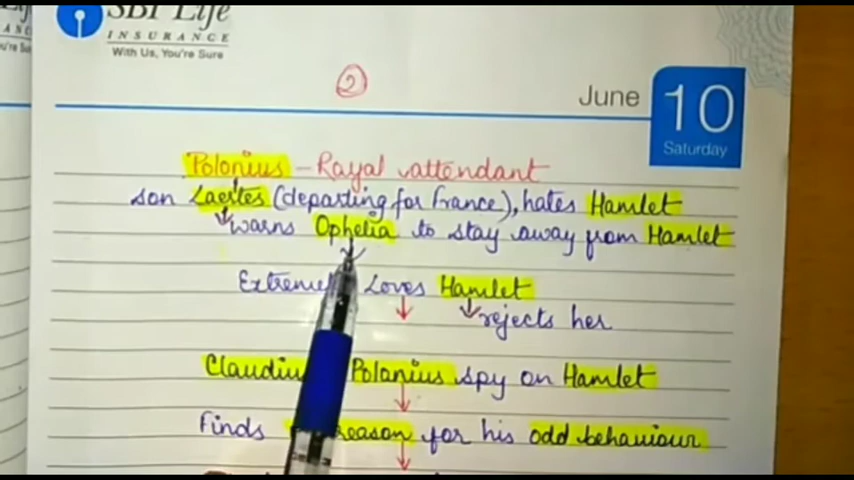 SBI Life
INSURANCE
With Us, You're Sure
2
June 10
Saturday
Polonius - Royal attendant
son Laertes (departing for France), hates Hamlet
warns Ophelia to stay away from Hamlet
Loves Hamlet
rejects her
Polonius spy on Hamlet
Finds reason for his odd behaviour